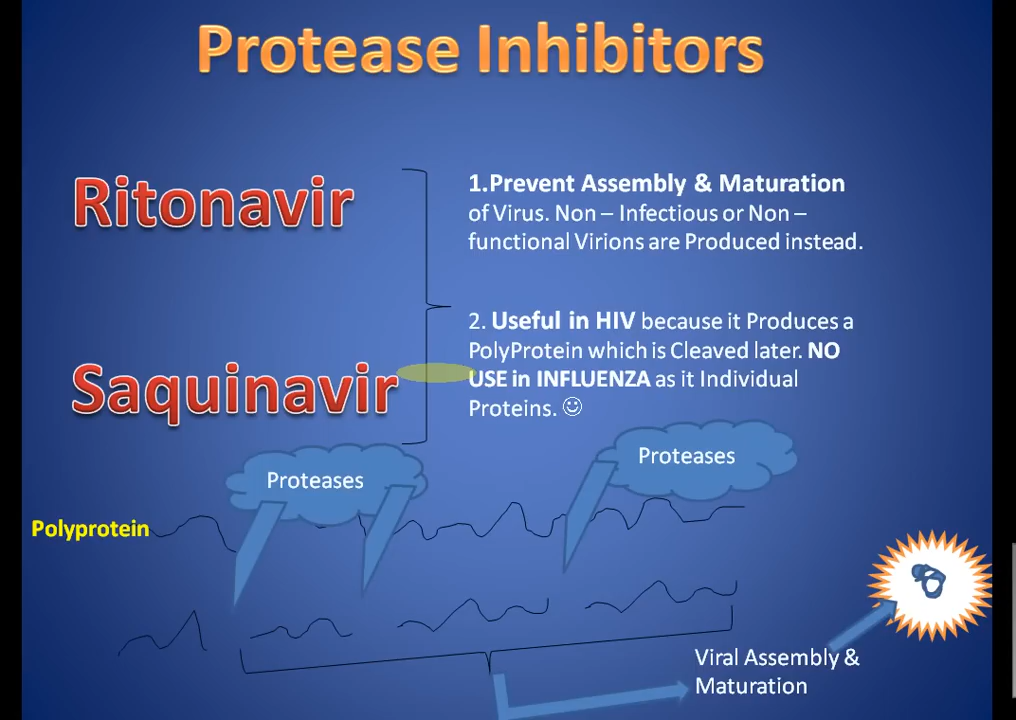 Protease Inhibitors
Ritonavir
1.Prevent Assembly & Maturation
of Virus. Non – Infectious or Non –
functional Virions are Produced instead.
2. Useful in HIV because it Produces a
PolyProtein which is Cleaved later. NO
USE in INFLUENZA as it Individual
Proteins. ☺
Saquinavir
Proteases
Proteases
Polyprotein
Viral Assembly &
Maturation